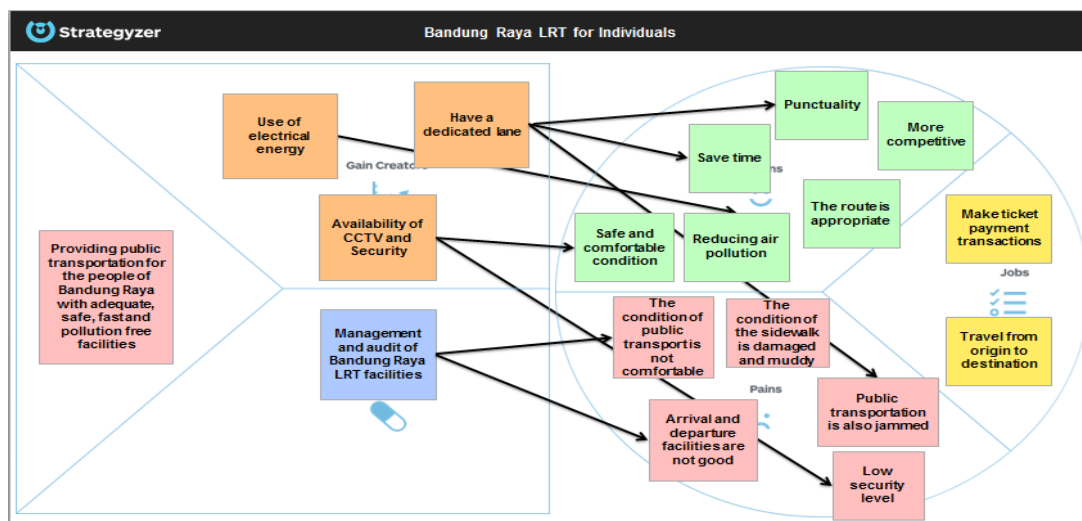 Strategyzer
Bandung Raya LRT for Individuals
Use of
electrical
energy
Have a
dedicated lane
Gain Creators
Availability of
CCTV and
Security
Providing public
transportation for
the people of
Bandung Raya
with adequate,
safe, fast and
pollution free
facilities
Management
and audit of
Bandung Raya
LRT facilities
Punctuality
More
competitive
Save time
The route is
appropriate
Safe and
comfortable
condition
Reducing air
pollution
Make ticket
payment
transactions
Jobs
Travel from
origin to
destination
The
condition of
public
transport is
not
comfortable
The
condition of
the sidewalk
is damaged
and muddy
Pains
Public
transportation
is also jammed
Arrival and
departure
facilities are
not good
Low
security
level